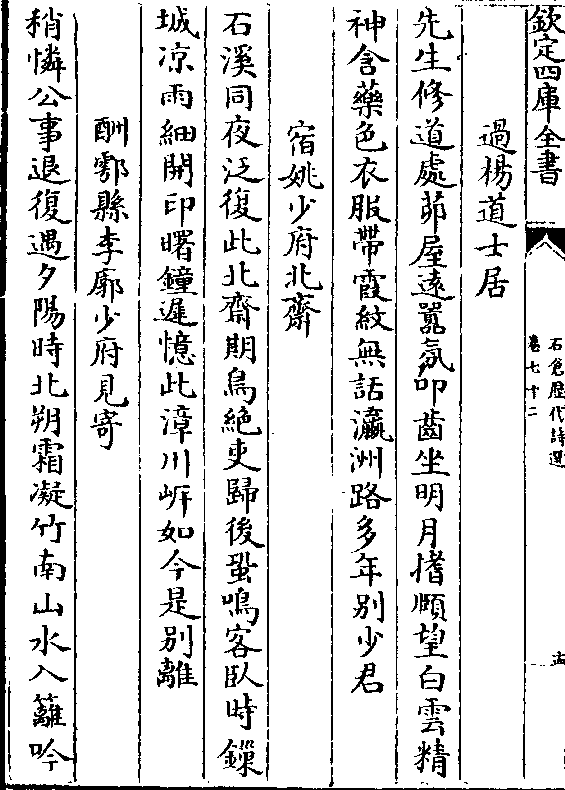 欽定四庫全書
石倉歷代詩選
卷七十二
過楊道士居
先生修道處茆屋遠嚚氛叩齒坐明月搘頤望白雲精
神含藥色衣服帶霞紋無話瀛洲路多年別少君
宿姚少府北齋
石溪同夜泛復此北齋期鳥絕吏歸後蛩鳴客臥時鏁
城凉雨細開印曙鐘遲憶此漳川岍如今是别離
酬鄠縣李廓少府見寄
稍憐公事退復遇夕陽時北朔霜凝竹南山水入籬吟